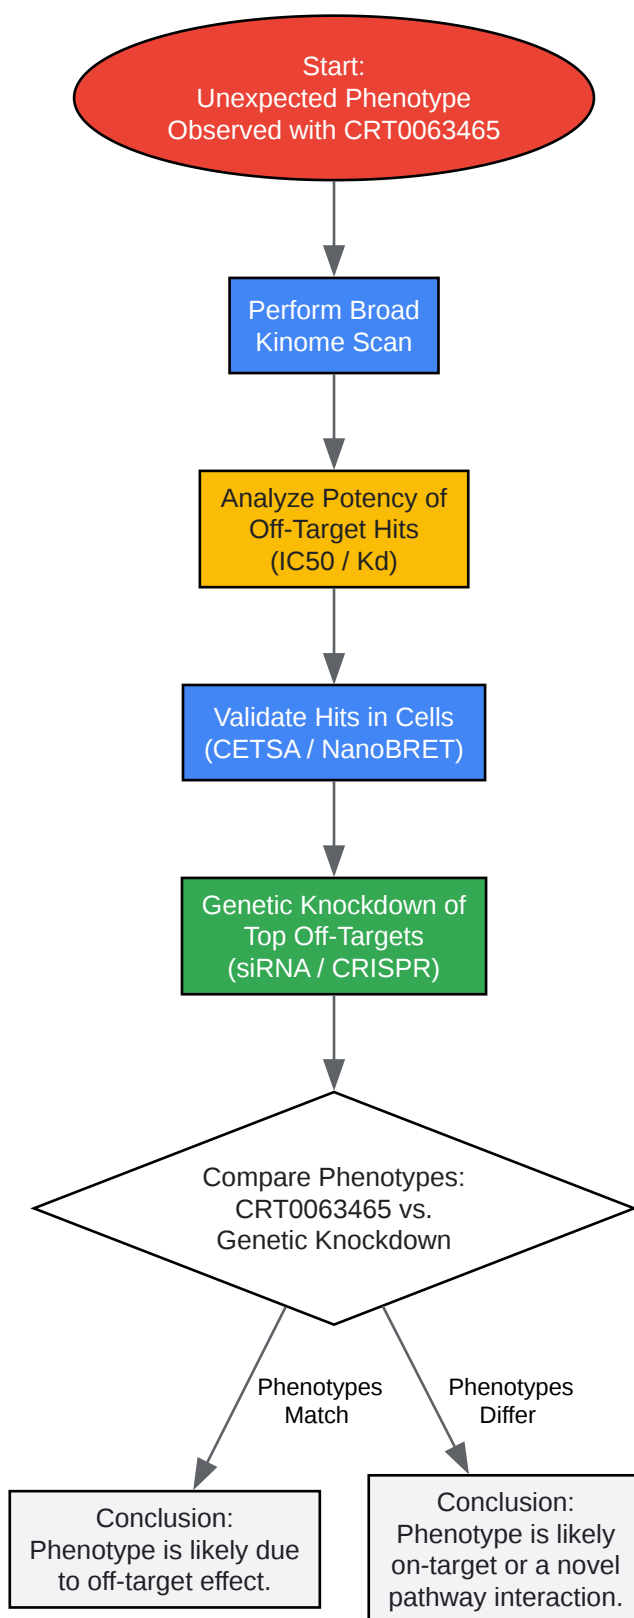 Start:
Unexpected Phenotype
Observed with CRT0063465
Perform Broad
Kinome Scan
Analyze Potency of
Off-Target Hits
(IC50 / Kd)
Validate Hits in Cells
(CETSA / NanoBRET)
Genetic Knockdown of
Top Off-Targets
(siRNA / CRISPR)
Compare Phenotypes:
CRT0063465 vs.
Genetic Knockdown
Phenotypes
Match
Phenotypes
Differ
Conclusion:
Phenotype is likely due
to off-target effect.
Conclusion:
Phenotype is likely
on-target or a novel
pathway interaction.